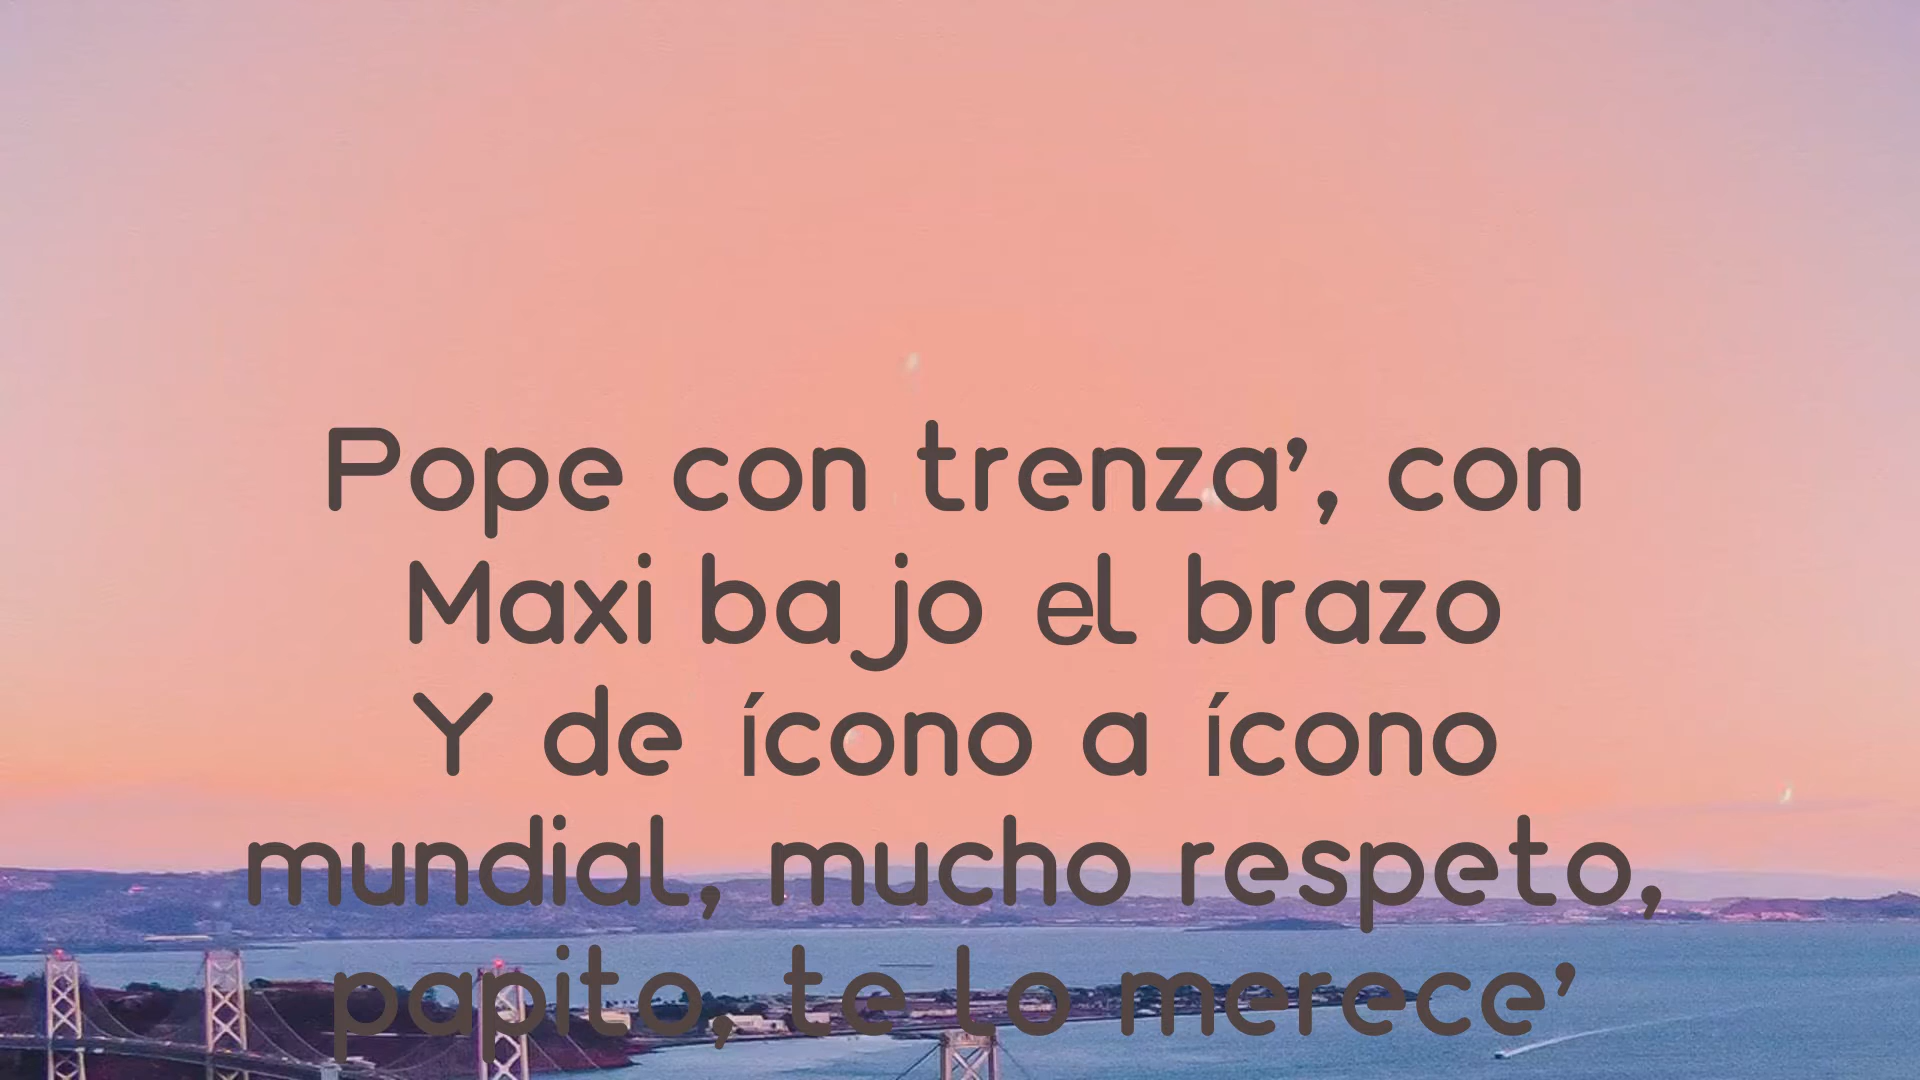 Pope con trenza’, con
Maxi bajo el brazo
Y de ícono a ícono
mundial, mucho respeto,
papito, te lo merece’